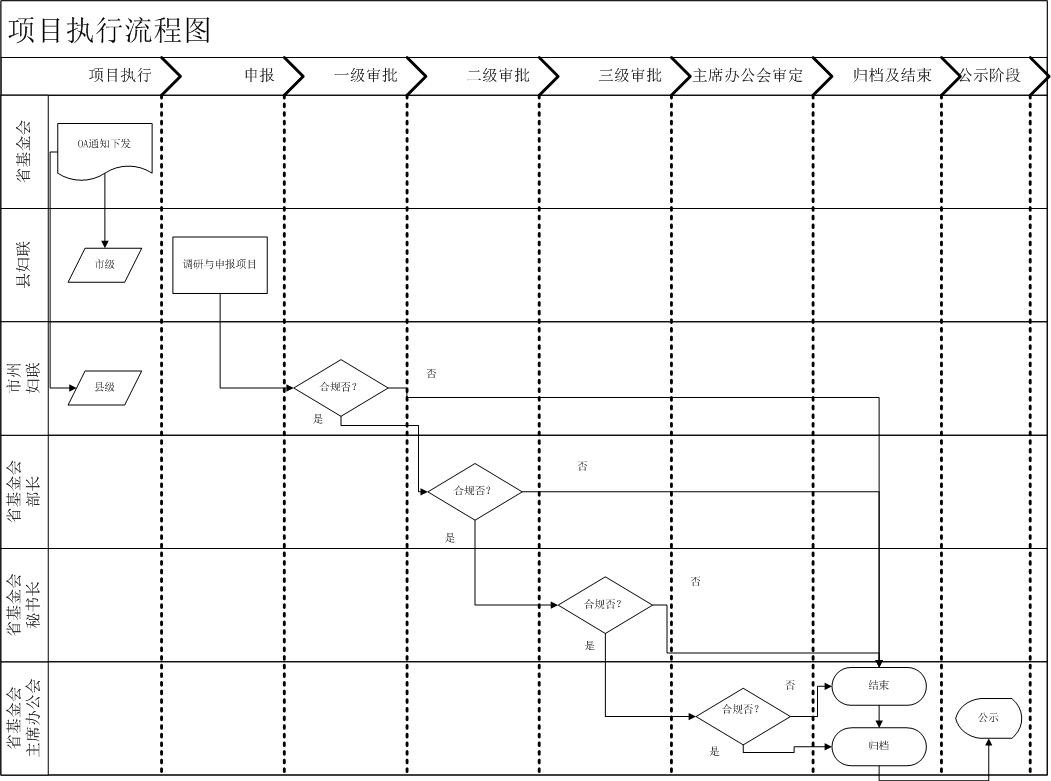 项目执行流程图
项目执行
申报
一级审批
二级审批
三级审批
主席办公会审定
归档及结束
公示阶段
省基金会
OA通知下发
县妇联
市级
调研与申报项目
市州
妇联
县级
合规否?
否
是
省基金会
部长
合规否?
否
是
省基金会
秘书长
合规否?
否
是
省基金会
主席办公会
合规否?
否
是
结束
归档
公示